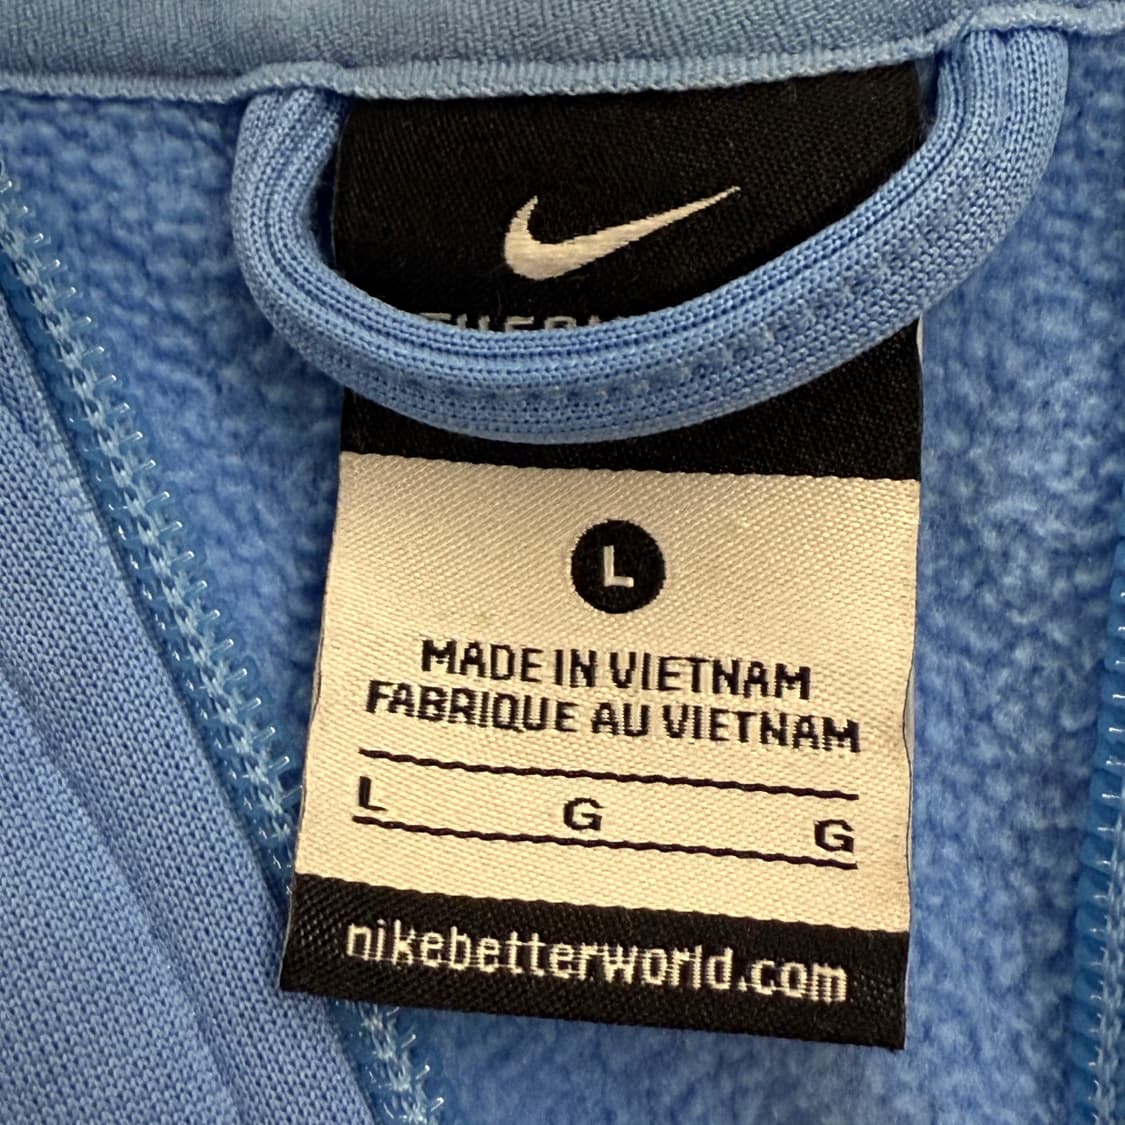 L
MADE IN VIETNAM
FABRIQUE AU VIETNAM
L G G
nikebetterworld.com